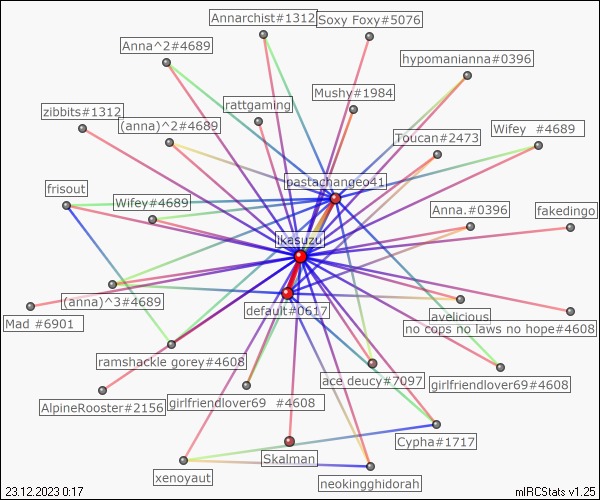 Annarchist#1312
Soxy Foxy#5076
Anna^2#4689
hypomanianna#0396
Mushy#1984
rattgaming
zibbits#1312
(anna)^2#4689
Wifey  #4689
Toucan#2473
pastachangeo41
frisout
Wifey#4689
Anna.#0396
fakedingo
ikasuzu
(anna)^3#4689
default#0617
avelicious
Mad #6901
no cops no laws no hope#4608
ramshackle gorey#4608
ace deucy#7097
girlfriendlover69#4608
AlpineRooster#2156
girlfriendlover69  #4608
Cypha#1717
Skalman
xenoyaut
neokingghidorah
23.12.2023 0:17
mIRCStats v1.25